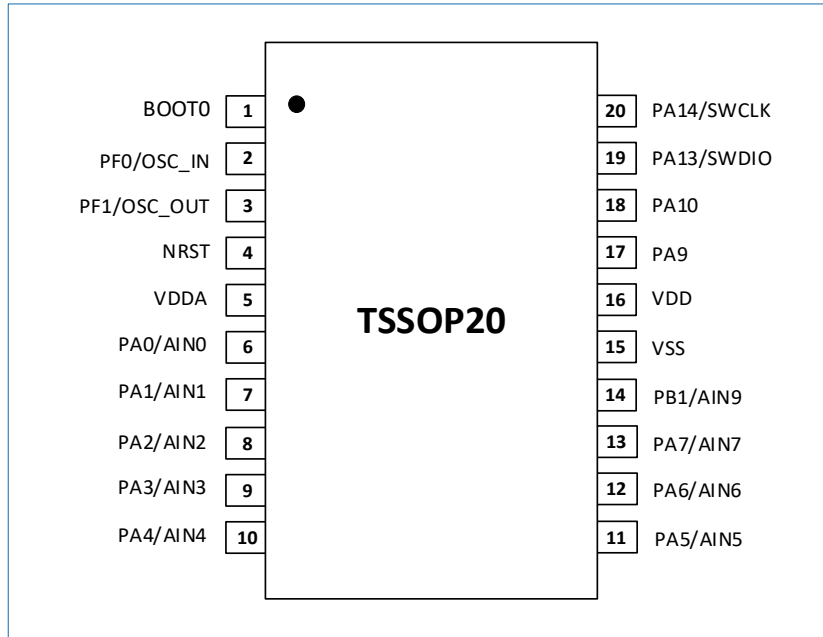 BOOT0 1 20 PA14/SWCLK
PF0/OSC_IN 2 19 PA13/SWDIO
PF1/OSC_OUT 3 18 PA10
NRST 4 17 PA9
VDDA 5 16 VDD
TSSOP20
PA0/AIN0 6 15 VSS
PA1/AIN1 7 14 PB1/AIN9
PA2/AIN2 8 13 PA7/AIN7
PA3/AIN3 9 12 PA6/AIN6
PA4/AIN4 10 11 PA5/AIN5